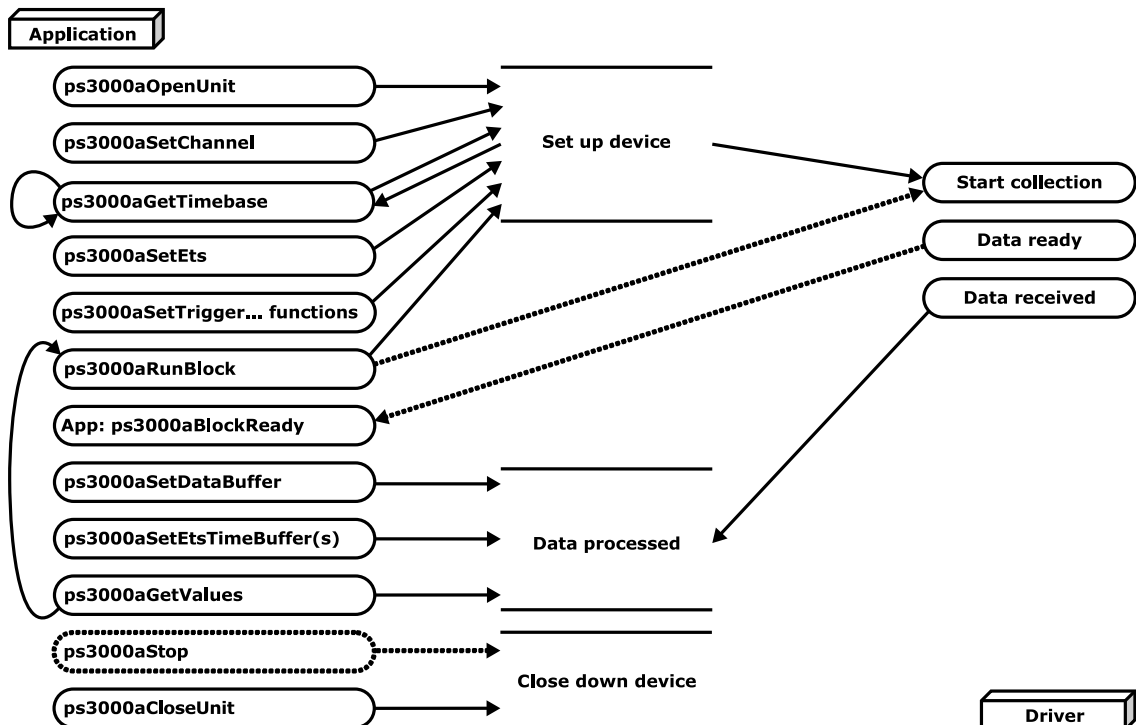 Application
ps3000aOpenUnit
ps3000aSetChannel
Set up device
ps3000aGetTimebase
Start collection
ps3000aSetEts
Data ready
ps3000aSetTrigger... functions
Data received
ps3000aRunBlock
App: ps3000aBlockReady
ps3000aSetDataBuffer
ps3000aSetEtsTimeBuffer(s)
Data processed
ps3000aGetValues
ps3000aStop
Close down device
ps3000aCloseUnit
Driver